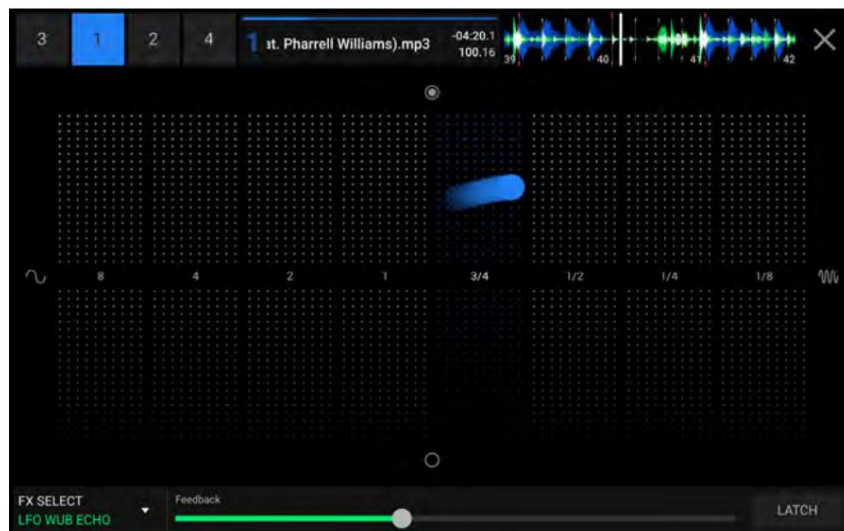 3 1 2 4 1 at. Pharrell Williams).mp3 -04:20.1
100.16
39 40 41 42
8 4 2 1 3/4 1/2 1/4 1/8
FX SELECT Feedback
LFO WUB ECHO LATCH